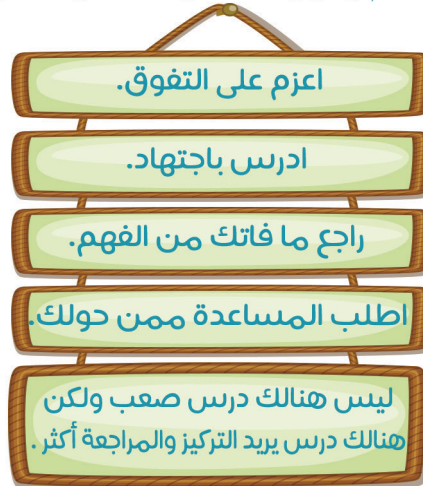 اعزم على التفوق.
ادرس باجتهاد.
راجع ما فاتك من الفهم.
اطلب المساعدة ممن حولك.
ليس هنالك درس صعب ولكن
هنالك درس يريد التركيز والمراجعة أكثر .